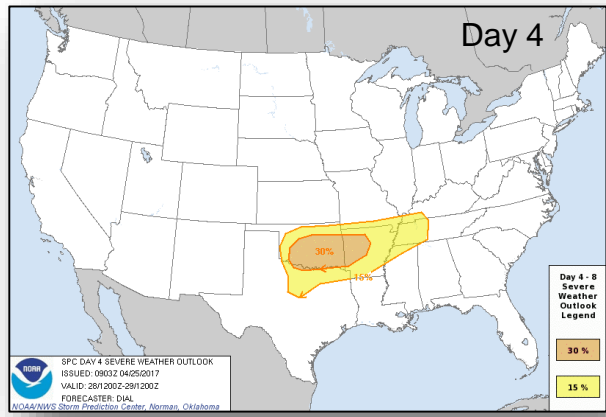 Day 4
30%
15%
Day 4 - 8
Severe
Weather
Outlook
Legend
30 %
15 %
NOAA
SPC DAY 4 SEVERE WEATHER OUTLOOK
ISSUED: 0903Z 04/25/2017
VALID: 28/1200Z-29/1200Z
FORECASTER: DIAL
NOAA/NWS Storm Prediction Center, Norman, Oklahoma